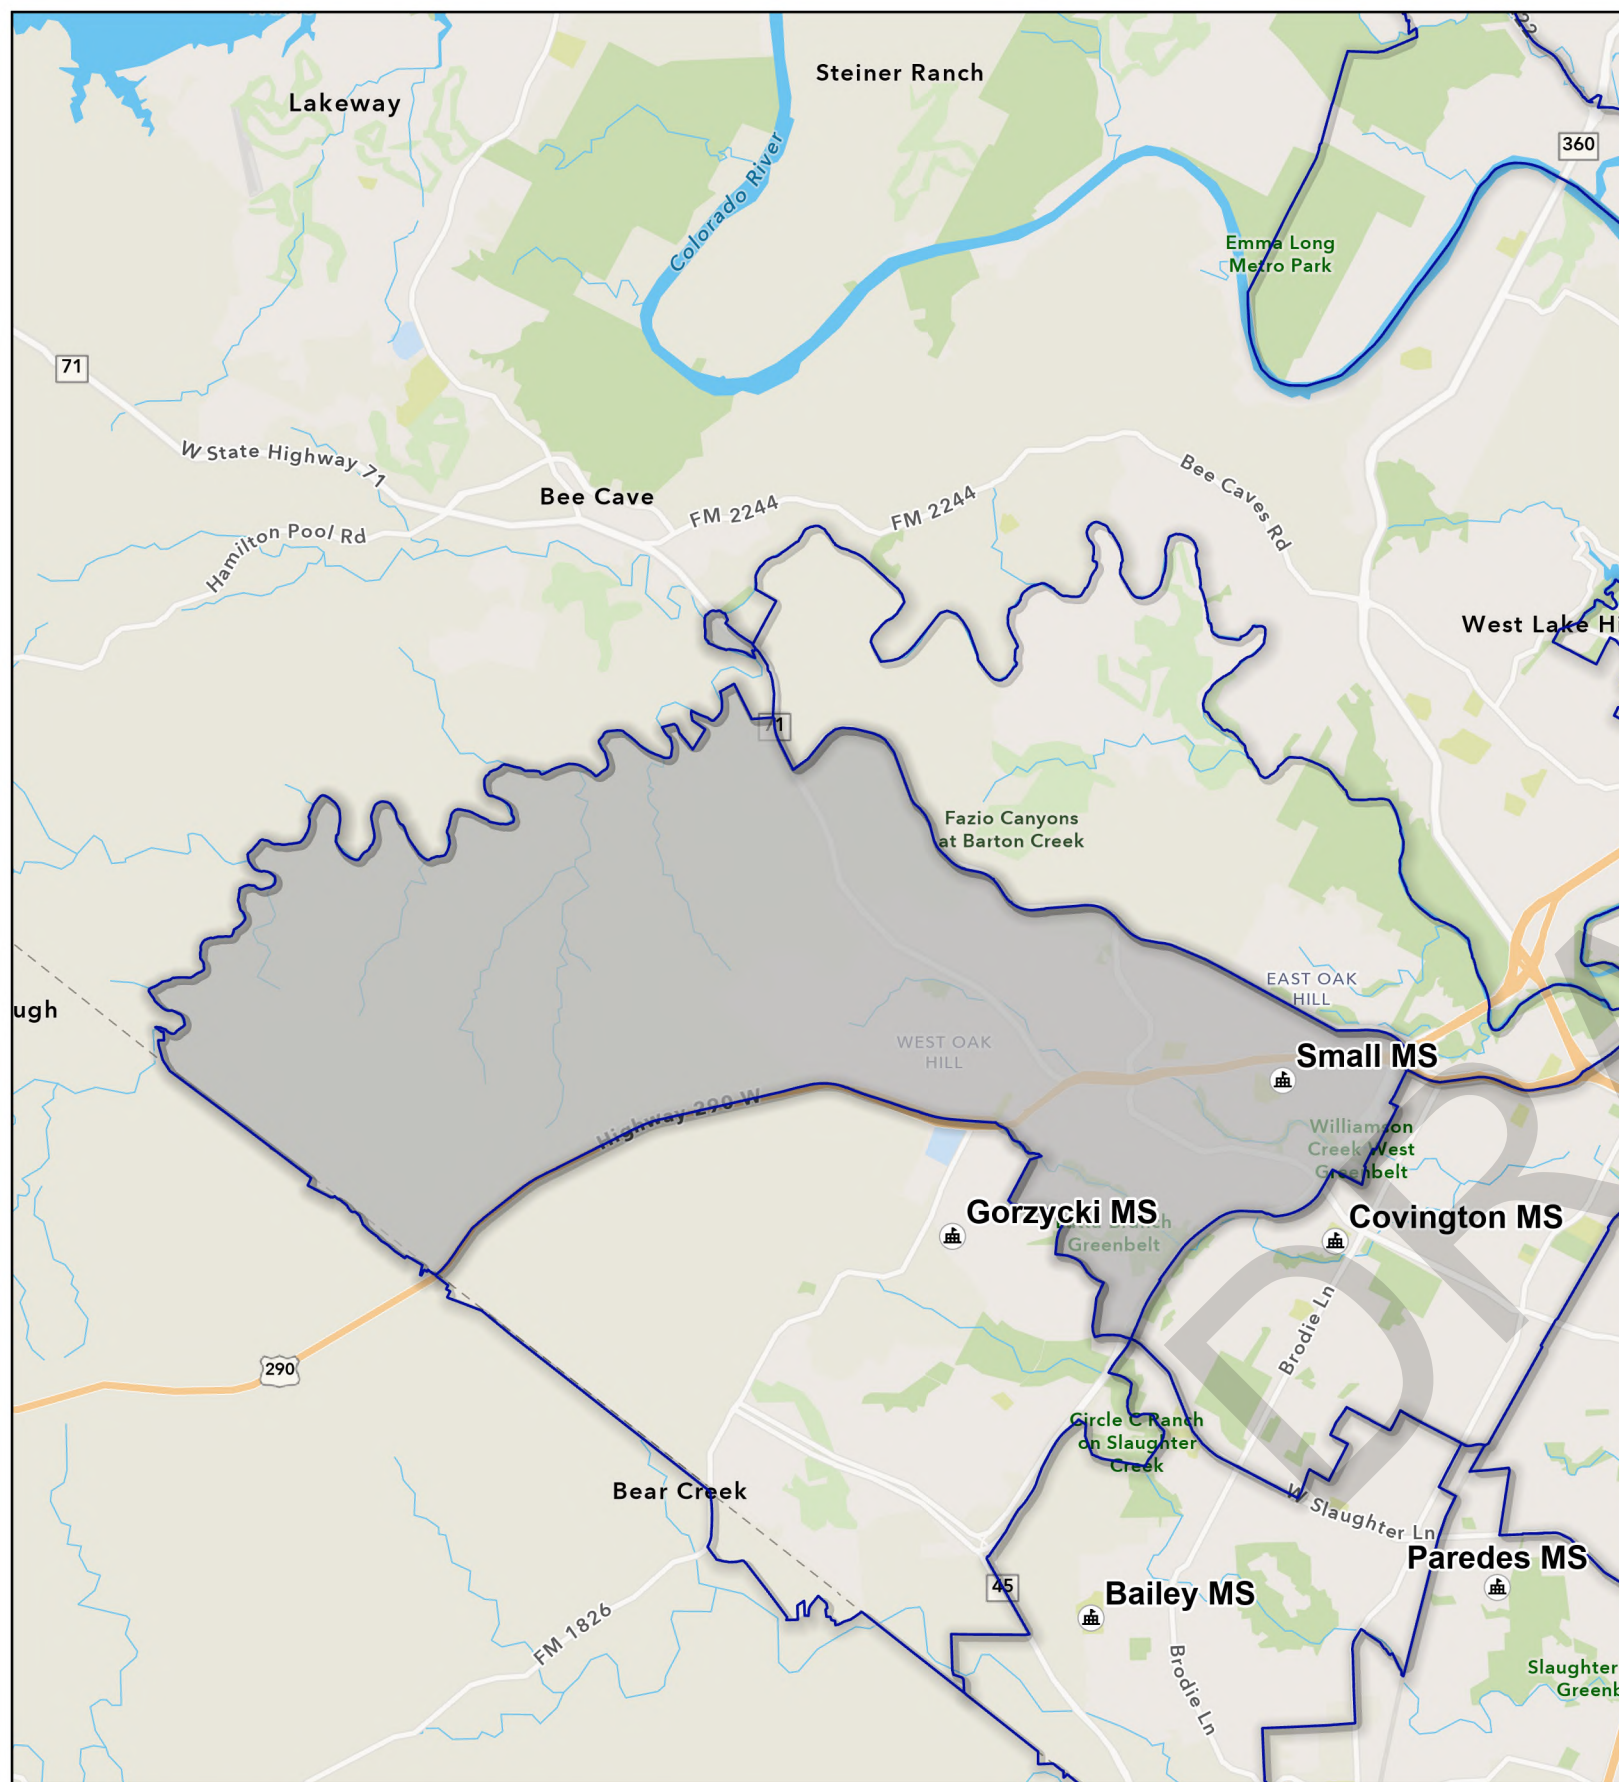 22
Steiner Ranch
Lakeway
360
Colorado River
Emma Long
Metro Park
71
W State Highway 71
Bee Caves Rd
Bee Cave
FM 2244
FM 2244
Hamilton Pool Rd
West Lake Hi
71
Fazio Canyons
at Barton Creek
EAST OAK
HILL
ugh
WEST OAK
HILL
Small MS
Highway 290 W
Williamson
Creek West
Greenbelt
Gorzycki MS
Covington MS
Greenbelt
Brodie Ln
290
Circle C Ranch
on Slaughter
Creek
Bear Creek
W Slaughter Ln
Paredes MS
45
Bailey MS
FM 1826
Brodie Ln
Slaughter
Greenb